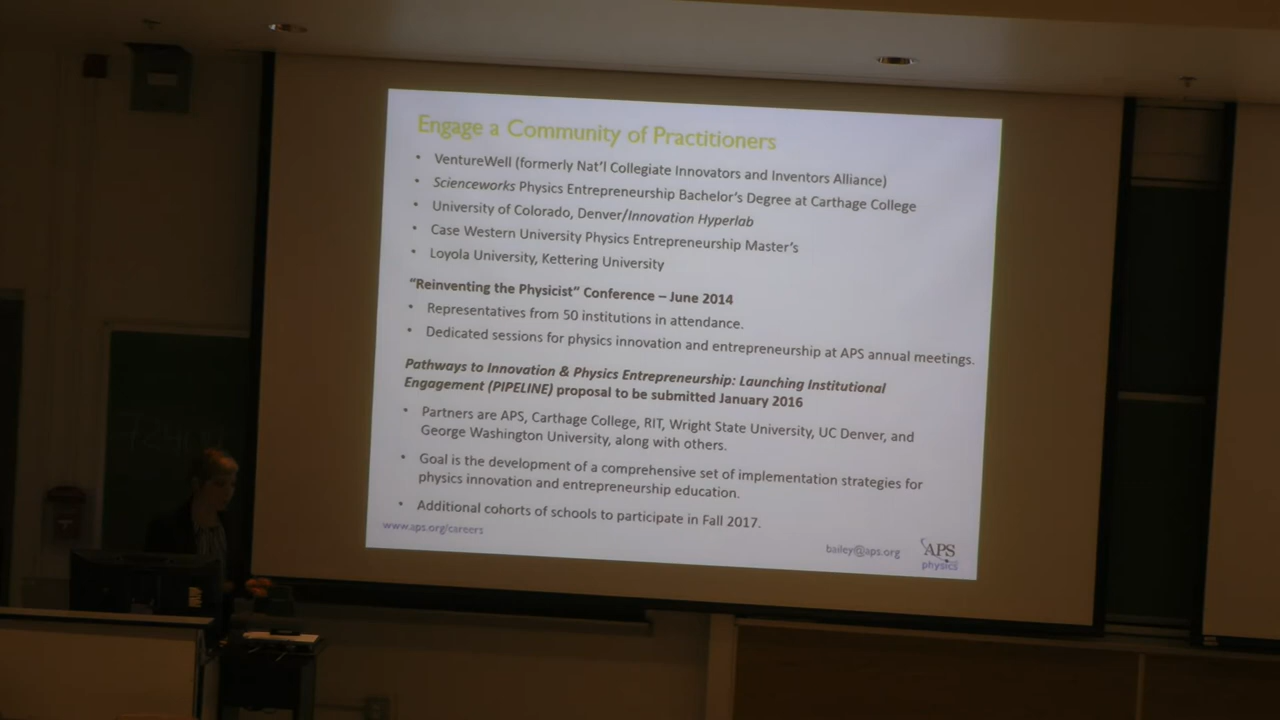 Engage a Community of Practitioners
• VentureWell (formerly Nat'l Collegiate Innovators and Inventors Alliance)
• Scienceworks Physics Entrepreneurship Bachelor's Degree at Carthage College
• University of Colorado, Denver/Innovation Hyperlab
• Case Western University Physics Entrepreneurship Master's
• Loyola University, Kettering University
"Reinventing the Physicist" Conference – June 2014
• Representatives from 50 institutions in attendance.
• Dedicated sessions for physics innovation and entrepreneurship at APS annual meetings.
Pathways to Innovation & Physics Entrepreneurship: Launching Institutional
Engagement (PIPELINE) proposal to be submitted January 2016
• Partners are APS, Carthage College, RIT, Wright State University, UC Denver, and
George Washington University, along with others.
• Goal is the development of a comprehensive set of implementation strategies for
physics innovation and entrepreneurship education.
• Additional cohorts of schools to participate in Fall 2017.
www.aps.org/careers
bailey@aps.org
APS
physics